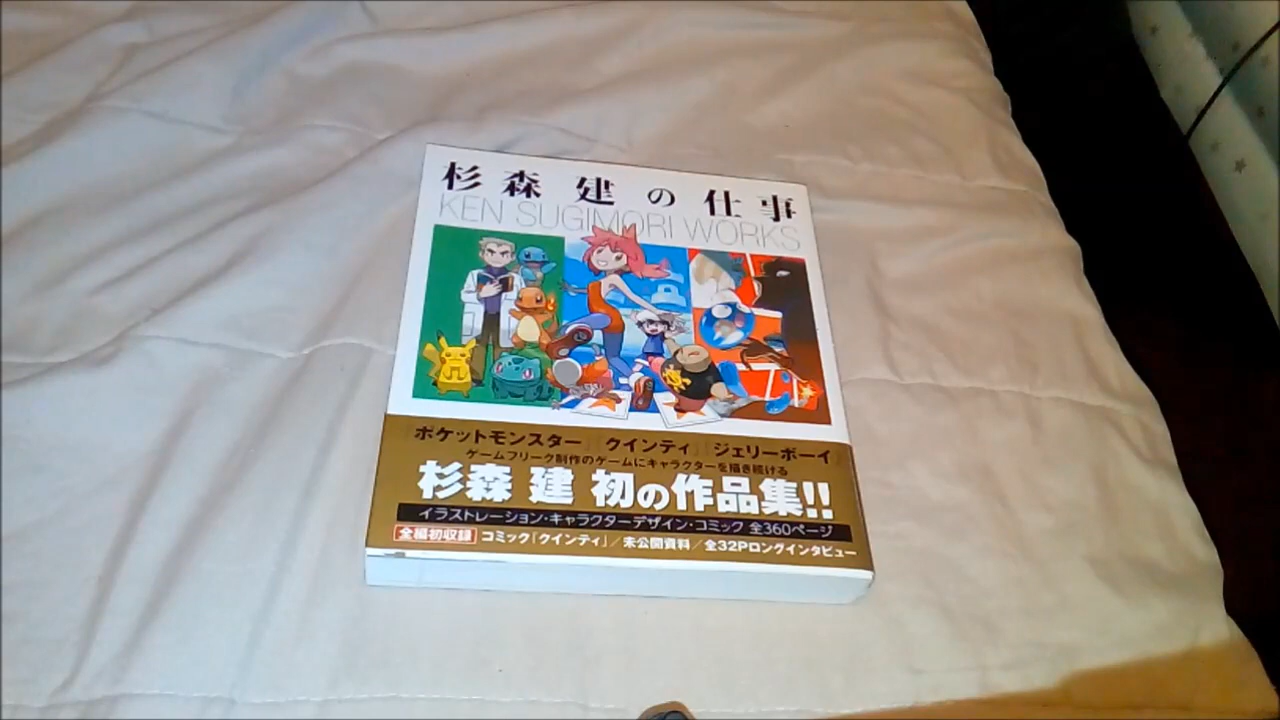 杉森 建 の仕事
KEN SUGIMORI WORKS
『ポケットモンスター』『クインティ』『ジェリーボーイ』
ゲームフリーク制作のゲームにキャラクターを描き続ける
杉森 建 初の作品集!!
イラストレーション・キャラクターデザイン・コミック 全360ページ
全編初収録 コミック『クインティ』/未公開資料/全32Pロングインタビュー